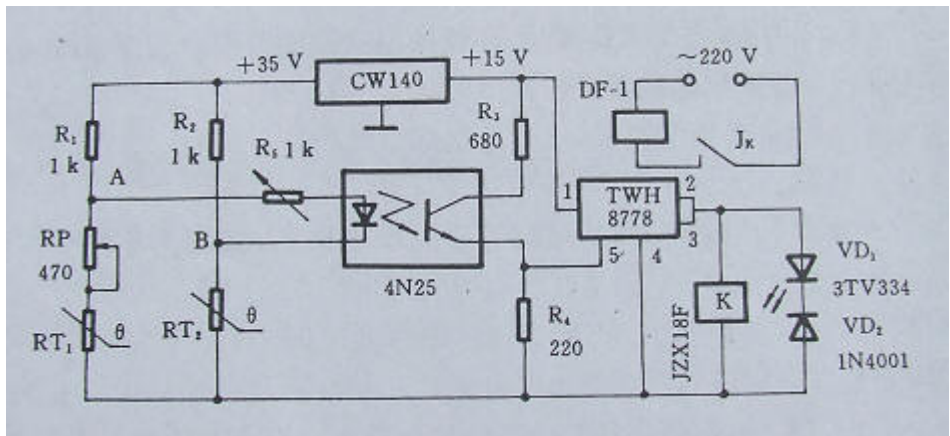 +35 V
CW140
+15 V
~220 V
DF-1
Jκ
R₁
1 k
R₂
1 k
R₅ 1 k
R₃
680
A
B
RP
470
RT₁
θ
RT₂
θ
4N25
R₄
220
1
TWH
8778
2
3
5
4
K
JZX18F
VD₁
3TV334
VD₂
1N4001